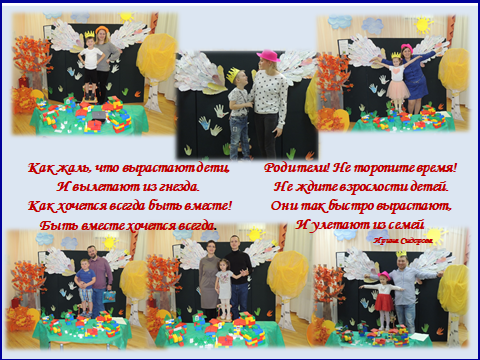 Как жаль, что вырастают дети,
И вылетают из гнезда.
Как хочется всегда быть вместе!
Быть вместе хочется всегда.
Родители! Не торопите время!
Не ждите взрослости детей.
Они так быстро вырастают,
И улетают из семей
Ирина Сидорова